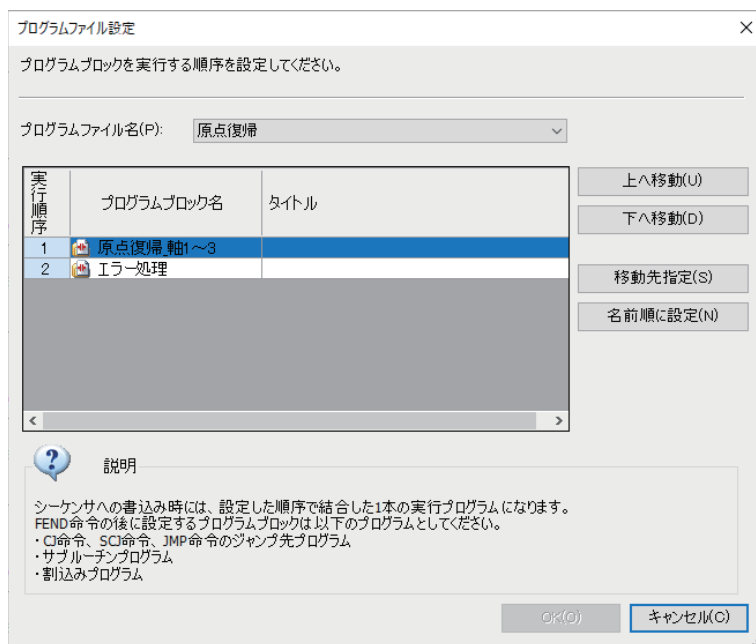 プログラムファイル設定
プログラムブロックを実行する順序を設定してください。
プログラムファイル名(P):
原点復帰
実行順序
プログラムブロック名
タイトル
1
原点復帰_軸1～3
2
エラー処理
上へ移動(U)
下へ移動(D)
移動先指定(S)
名前順に設定(N)
説明
シーケンサへの書込み時には、設定した順序で結合した1本の実行プログラムになります。
FEND命令の後に設定するプログラムブロックは以下のプログラムとしてください。
・CJ命令、SCJ命令、JMP命令のジャンプ先プログラム
・サブルーチンプログラム
・割込みプログラム
OK(O)
キャンセル(C)